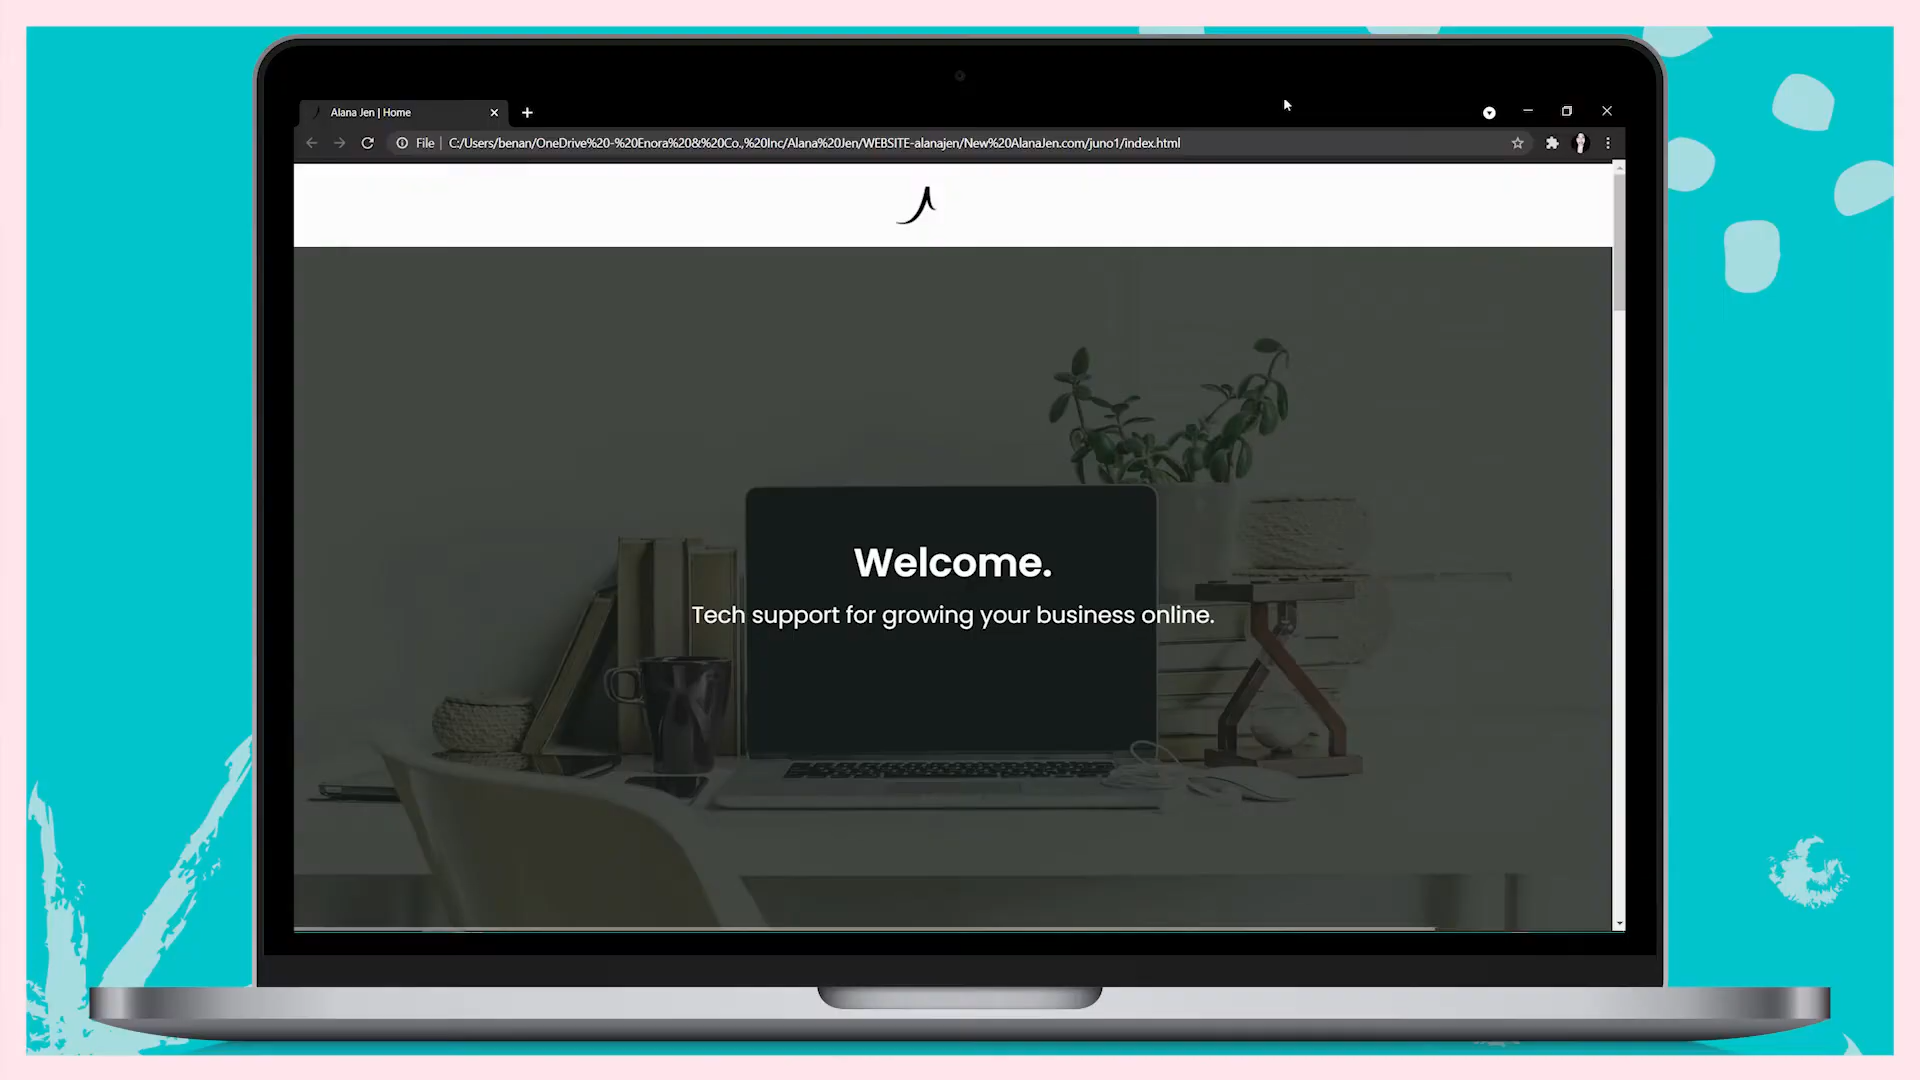 Alana Jen | Home
File | C:/Users/benan/OneDrive%20-%20Enora%20&%20Co.,%20Inc/Alana%20Jen/WEBSITE-alanajen/New%20AlanaJen.com/juno1/index.html
Welcome.
Tech support for growing your business online.